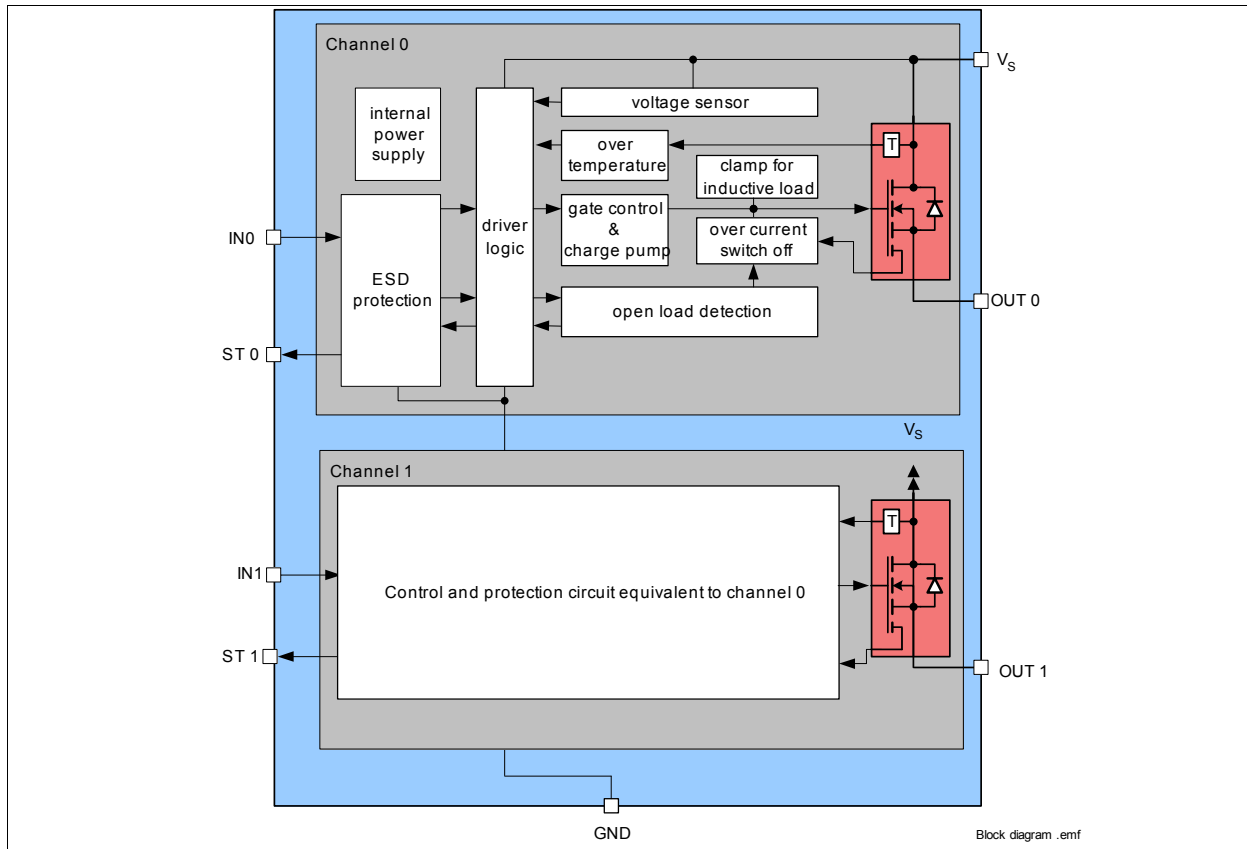 Channel 0
V_S
internal
power
supply
voltage sensor
over
temperature
T
clamp for
inductive load
IN0
ESD
protection
driver
logic
gate control
&
charge pump
over current
switch off
open load detection
OUT 0
ST 0
V_S
Channel 1
T
IN1
Control and protection circuit equivalent to channel 0
ST 1
OUT 1
GND
Block diagram .emf